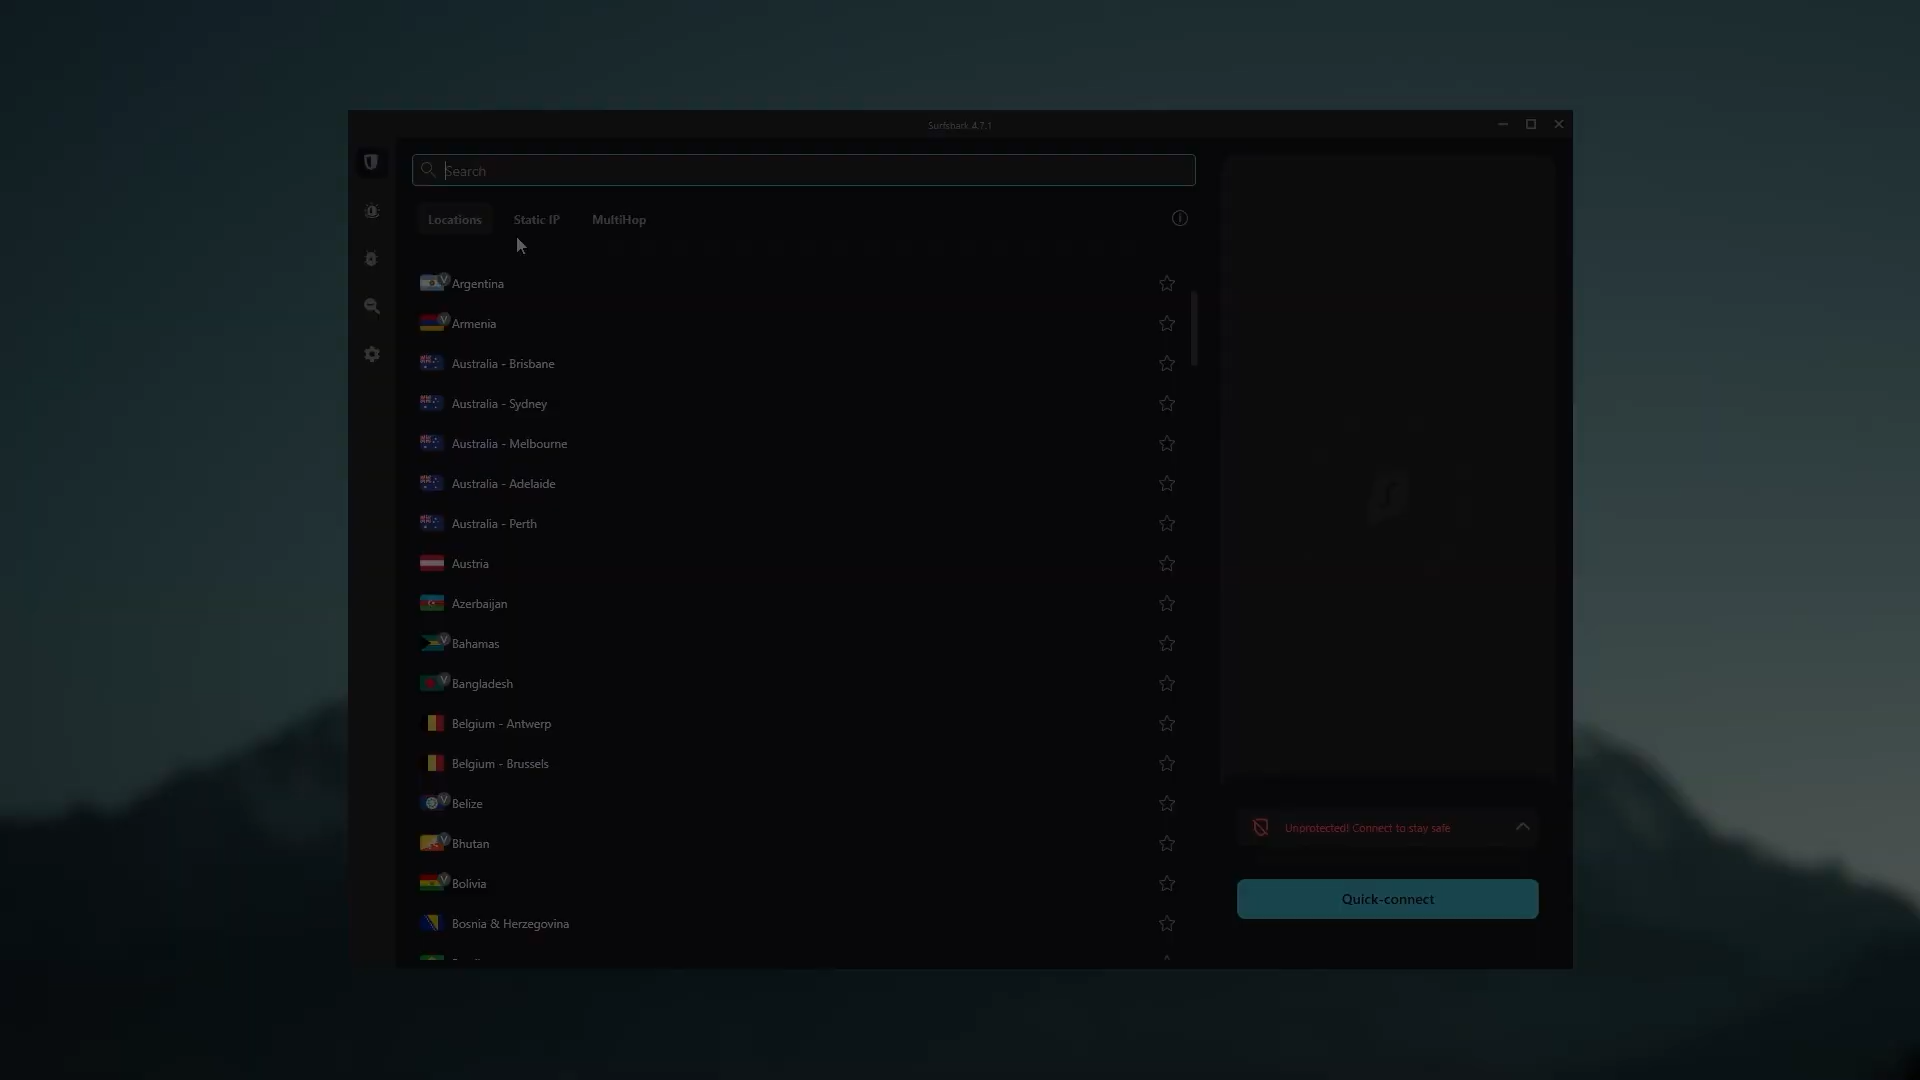 Surfshark 4.7.1
Search
Locations
Static IP
MultiHop
Argentina
Armenia
Australia - Brisbane
Australia - Sydney
Australia - Melbourne
Australia - Adelaide
Australia - Perth
Austria
Azerbaijan
Bahamas
Bangladesh
Belgium - Antwerp
Belgium - Brussels
Belize
Bhutan
Bolivia
Bosnia & Herzegovina
Unprotected! Connect to stay safe
Quick-connect